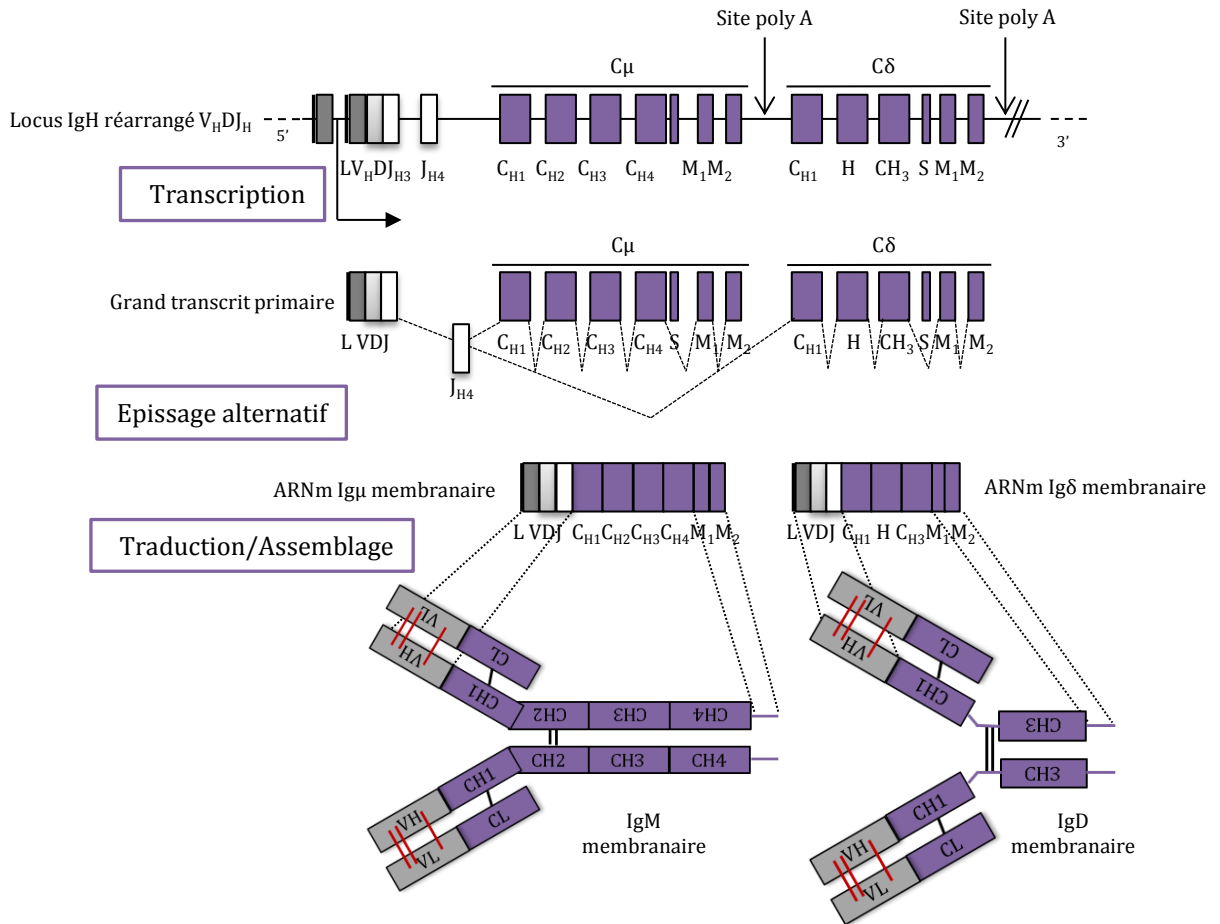 Site poly A
Site poly A
Cμ
Cδ
Locus IgH réarrangé VHDJH
5’
3’
LVHDJH3 JH4 CH1 CH2 CH3 CH4 M1M2 CH1 H CH3 S M1M2
Transcription
Cμ
Cδ
Grand transcrit primaire
L VDJ JH4 CH1 CH2 CH3 CH4 S M1 M2 CH1 H CH3 S M1 M2
Epissage alternatif
ARNm Igμ membranaire
ARNm Igδ membranaire
L VDJ CH1CH2CH3CH4M1M2
L VDJ CH1 H CH3M1M2
Traduction/Assemblage
VL CL
VH CH1 CH2 CH3 CH4
VH CH1 CH2 CH3 CH4
VL CL
IgM
membranaire
VL CL
VH CH1 CH3
VH CH1 CH3
VL CL
IgD
membranaire